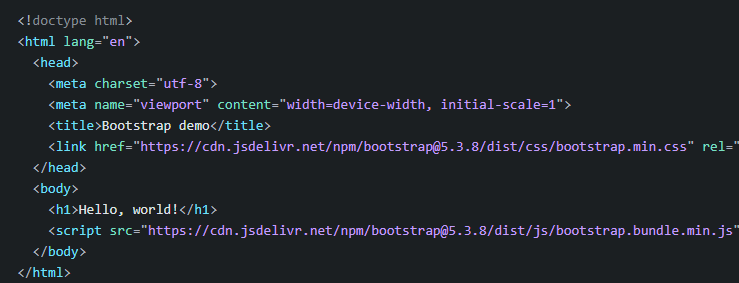 <!doctype html>
<html lang="en">
  <head>
    <meta charset="utf-8">
    <meta name="viewport" content="width=device-width, initial-scale=1">
    <title>Bootstrap demo</title>
    <link href="https://cdn.jsdelivr.net/npm/bootstrap@5.3.8/dist/css/bootstrap.min.css" rel="
  </head>
  <body>
    <h1>Hello, world!</h1>
    <script src="https://cdn.jsdelivr.net/npm/bootstrap@5.3.8/dist/js/bootstrap.bundle.min.js"
  </body>
</html>